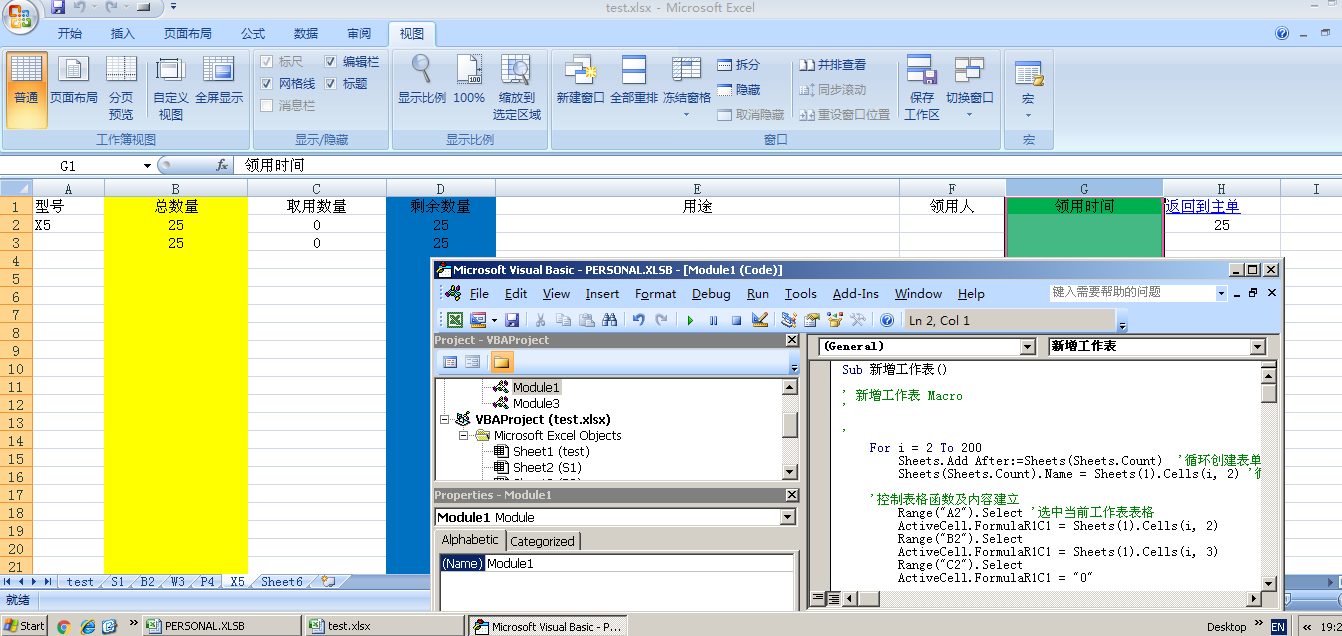 test.xlsx - Microsoft Excel
开始 插入 页面布局 公式 数据 审阅 视图
普通 页面布局 分页预览 自定义视图 全屏显示
工作簿视图
标尺 编辑栏
网格线 标题
消息栏
显示/隐藏
显示比例 100% 缩放到选定区域
显示比例
新建窗口 全部重排 冻结窗格
拆分 并排查看
隐藏 同步滚动
取消隐藏 重设窗口位置
保存工作区 切换窗口
窗口
宏
宏
G1 fx 领用时间
A B C D E F G H I
1 型号 总数量 取用数量 剩余数量 用途 领用人 领用时间 返回到主单
2 X5 25 0 25 25
3 25 0 25
4
5
6
7
8
9
10
11
12
13
14
15
16
17
18
19
20
21
Microsoft Visual Basic - PERSONAL.XLSB - [Module1 (Code)]
File Edit View Insert Format Debug Run Tools Add-Ins Window Help 键入需要帮助的问题
Ln 2, Col 1
Project - VBAProject
Module1
Module3
VBAProject (test.xlsx)
Microsoft Excel Objects
Sheet1 (test)
Sheet2 (S1)
Properties - Module1
Module1 Module
Alphabetic Categorized
(Name) Module1
(General) 新增工作表
Sub 新增工作表()
' 新增工作表 Macro
'
'
For i = 2 To 200
Sheets.Add After:=Sheets(Sheets.Count) '循环创建表单
Sheets(Sheets.Count).Name = Sheets(1).Cells(i, 2)
'控制表格函数及内容建立
Range("A2").Select '选中当前工作表表格
ActiveCell.FormulaR1C1 = Sheets(1).Cells(i, 2)
Range("B2").Select
ActiveCell.FormulaR1C1 = Sheets(1).Cells(i, 3)
Range("C2").Select
ActiveCell.FormulaR1C1 = "0"
test S1 B2 W3 P4 X5 Sheet6
就绪
Start PERSONAL.XLSB test.xlsx Microsoft Visual Basic - P... Desktop EN 19:2